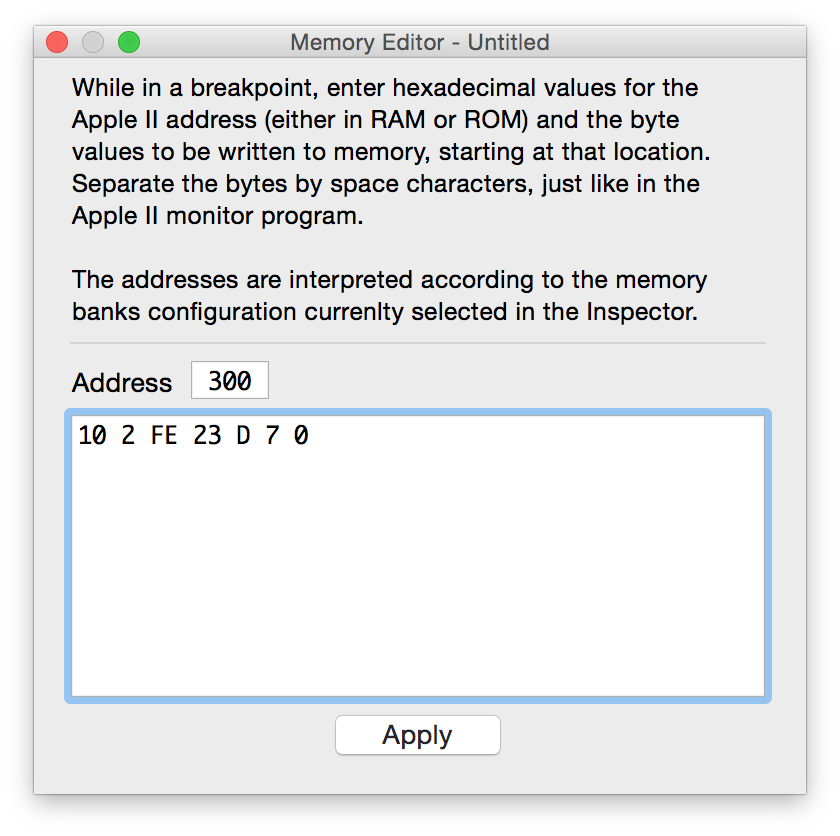 Memory Editor - Untitled
While in a breakpoint, enter hexadecimal values for the
Apple II address (either in RAM or ROM) and the byte
values to be written to memory, starting at that location.
Separate the bytes by space characters, just like in the
Apple II monitor program.
The addresses are interpreted according to the memory
banks configuration currenlty selected in the Inspector.
Address 300
10 2 FE 23 D 7 0
Apply